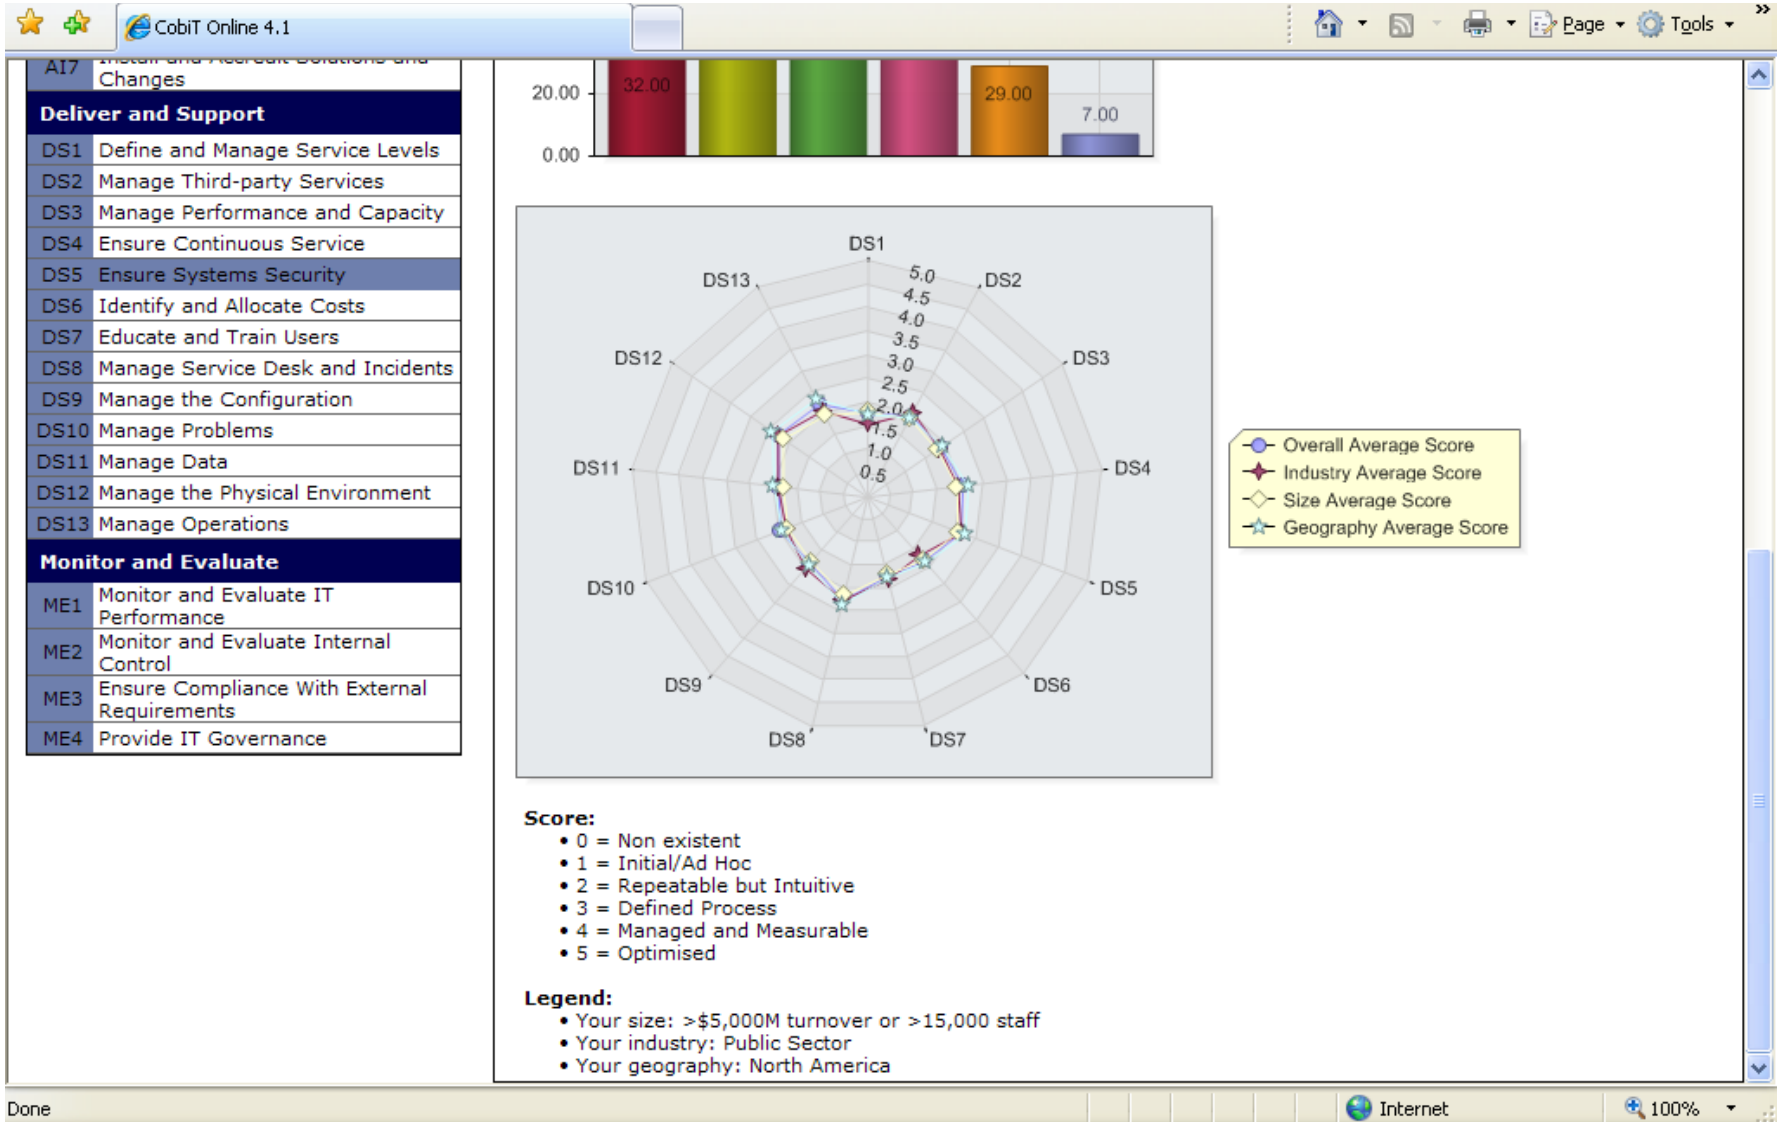 CobiT Online 4.1
Page
Tools
AI7
Install and Accredit Solutions and
Changes
Deliver and Support
DS1 Define and Manage Service Levels
DS2 Manage Third-party Services
DS3 Manage Performance and Capacity
DS4 Ensure Continuous Service
DS5 Ensure Systems Security
DS6 Identify and Allocate Costs
DS7 Educate and Train Users
DS8 Manage Service Desk and Incidents
DS9 Manage the Configuration
DS10 Manage Problems
DS11 Manage Data
DS12 Manage the Physical Environment
DS13 Manage Operations
Monitor and Evaluate
ME1 Monitor and Evaluate IT
Performance
ME2 Monitor and Evaluate Internal
Control
ME3 Ensure Compliance With External
Requirements
ME4 Provide IT Governance
20.00
0.00
32.00
29.00
7.00
DS1
DS2
DS3
DS4
DS5
DS6
DS7
DS8
DS9
DS10
DS11
DS12
DS13
5.0
4.5
4.0
3.5
3.0
2.5
2.0
1.5
1.0
0.5
Overall Average Score
Industry Average Score
Size Average Score
Geography Average Score
Score:
• 0 = Non existent
• 1 = Initial/Ad Hoc
• 2 = Repeatable but Intuitive
• 3 = Defined Process
• 4 = Managed and Measurable
• 5 = Optimised
Legend:
• Your size: >$5,000M turnover or >15,000 staff
• Your industry: Public Sector
• Your geography: North America
Done
Internet
100%